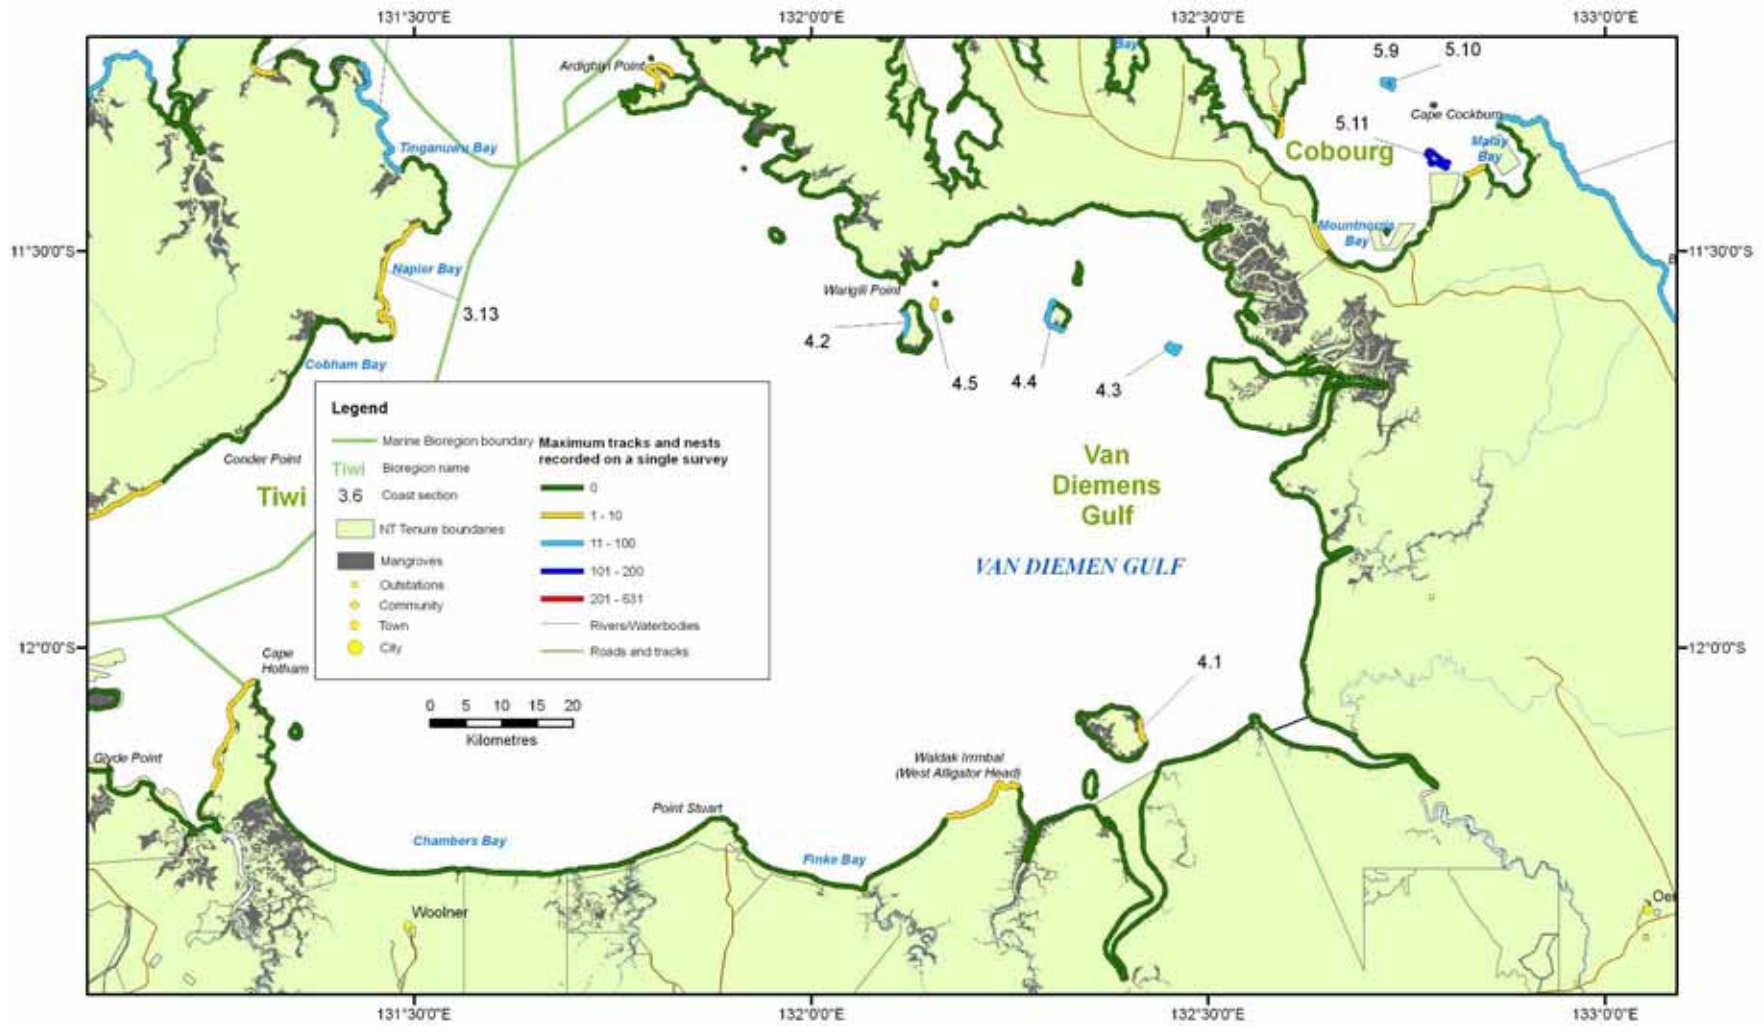 131°30'0"E
132°0'0"E
132°30'0"E
133°0'0"E
Ardighiyi Point
Bay
5.9
5.10
Cape Cockburn
5.11
Cobourg
Malay
Bay
Tinganuwu Bay
Mountnorris
Bay
11°30'0"S
11°30'0"S
Napier Bay
Warigili Point
3.13
4.2
4.5
4.4
4.3
Cobham Bay
Legend
Marine Bioregion boundary
Tiwi
Bioregion name
3.6
Coast section
NT Tenure boundaries
Mangroves
Outstations
Community
Town
City
Maximum tracks and nests
recorded on a single survey
0
1 - 10
11 - 100
101 - 200
201 - 631
Rivers/Waterbodies
Roads and tracks
Conder Point
Tiwi
Van
Diemens
Gulf
VAN DIEMEN GULF
12°0'0"S
12°0'0"S
Cape
Hotham
4.1
0 5 10 15 20
Kilometres
Glyde Point
Waldak Irrmbal
(West Alligator Head)
Point Stuart
Chambers Bay
Finke Bay
Woolner
Oen
131°30'0"E
132°0'0"E
132°30'0"E
133°0'0"E